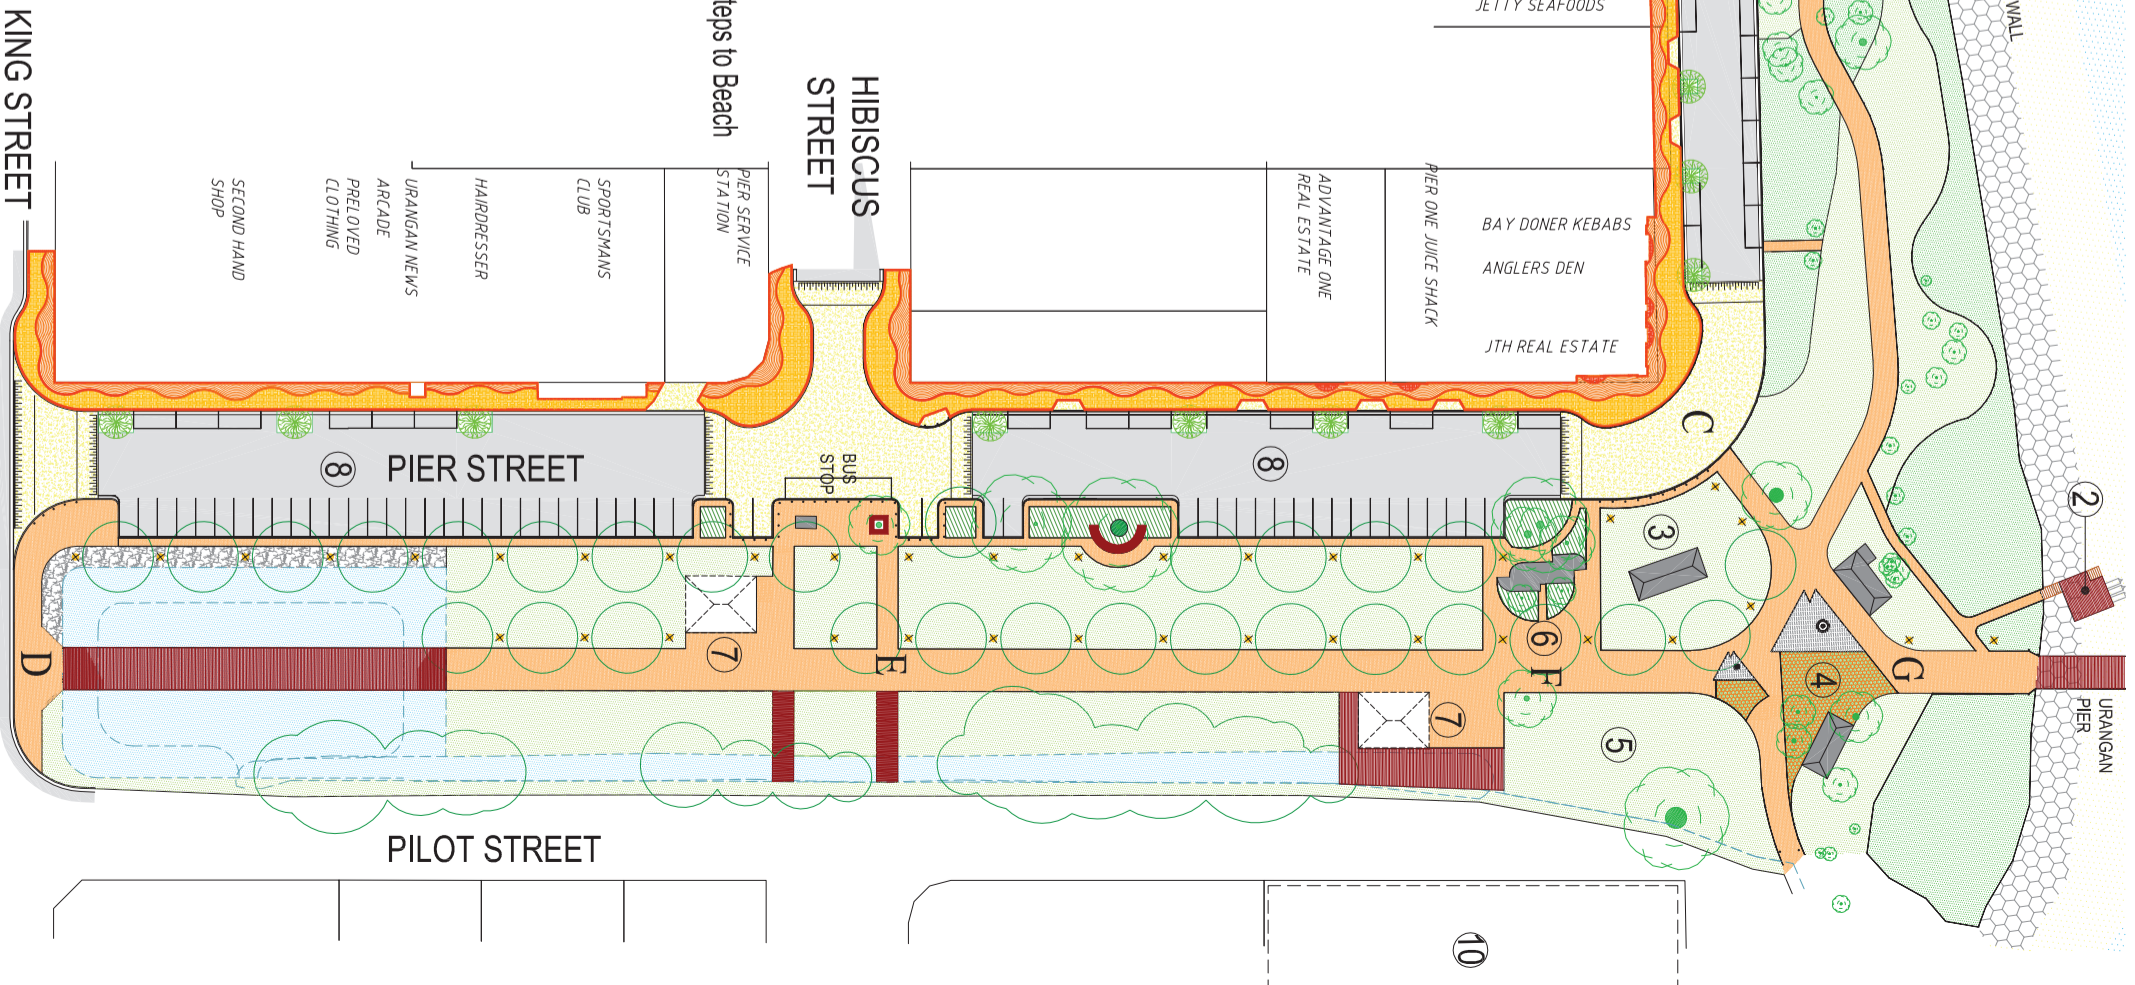 KING STREET
teps to Beach
HIBISCUS
STREET
JETTY SEAFOODS
WALL
SECOND HAND
SHOP
PRELOVED
CLOTHING
ARCADE
URANGAN NEWS
HAIRDRESSER
SPORTSMANS
CLUB
PIER SERVICE
STATION
ADVANTAGE ONE
REAL ESTATE
PIER ONE JUICE SHACK
BAY DONER KEBABS
ANGLERS DEN
JTH REAL ESTATE
C
8
PIER STREET
BUS
STOP
8
2
3
6
7
E
F
G
4
D
7
5
URANGAN
PIER
PILOT STREET
10